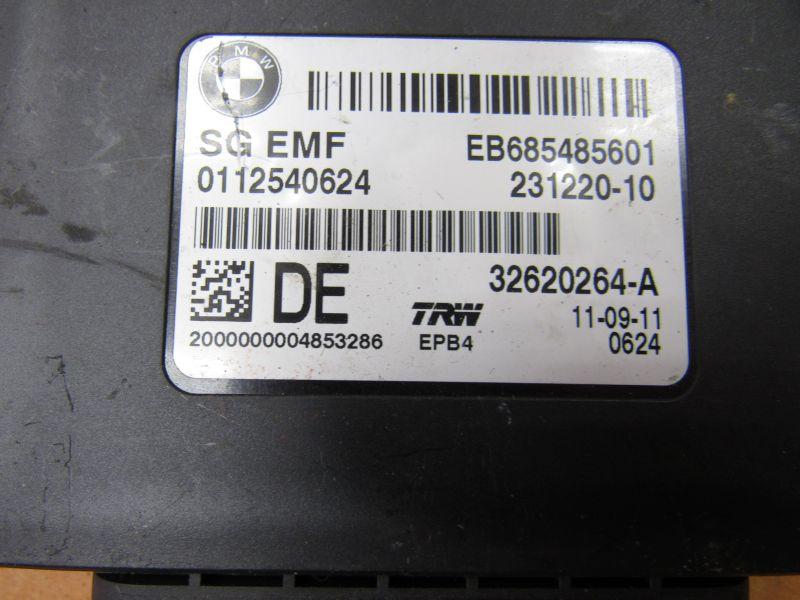 BMW
SG EMF EB685485601
0112540624 231220-10
DE 32620264-A
TRW 11-09-11
2000000004853286 EPB4 0624